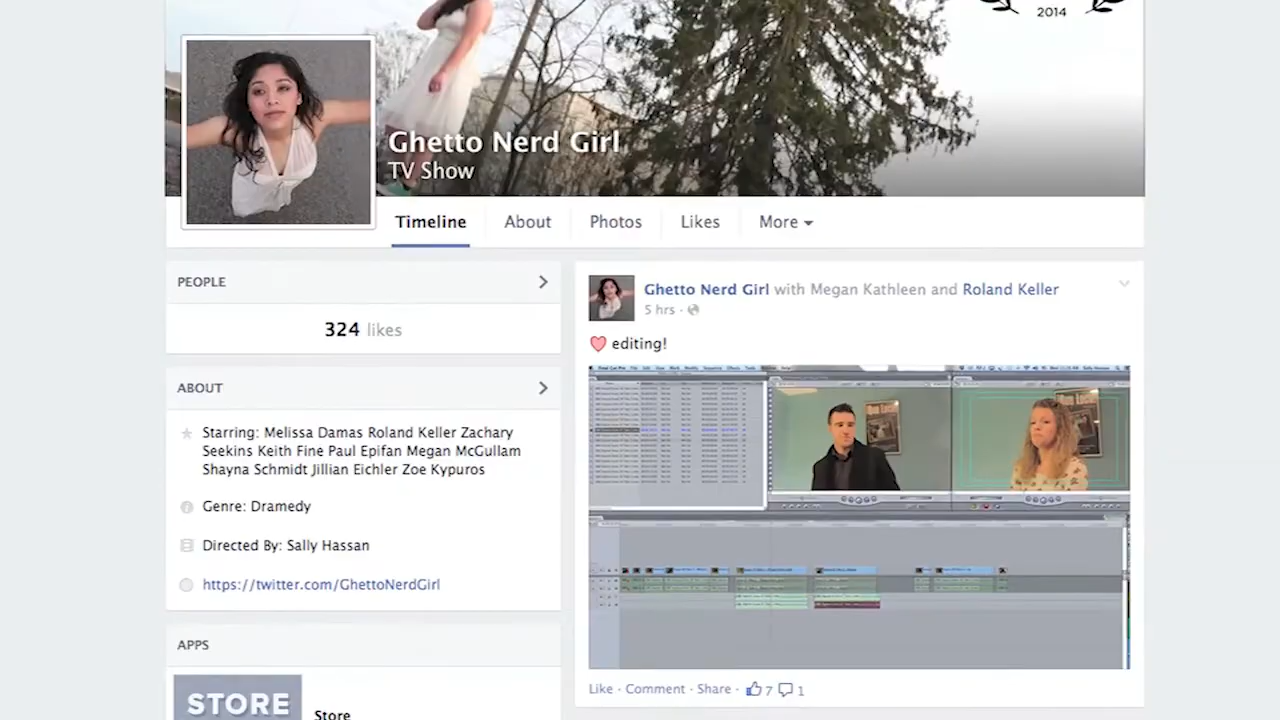 2014
Ghetto Nerd Girl
TV Show
Timeline
About
Photos
Likes
More
PEOPLE
324 likes
ABOUT
Starring: Melissa Damas Roland Keller Zachary
Seekins Keith Fine Paul Epifan Megan McGullam
Shayna Schmidt Jillian Eichler Zoe Kypuros
Genre: Dramedy
Directed By: Sally Hassan
https://twitter.com/GhettoNerdGirl
APPS
STORE
Store
Ghetto Nerd Girl with Megan Kathleen and Roland Keller
5 hrs ·
editing!
Like · Comment · Share · 7 1